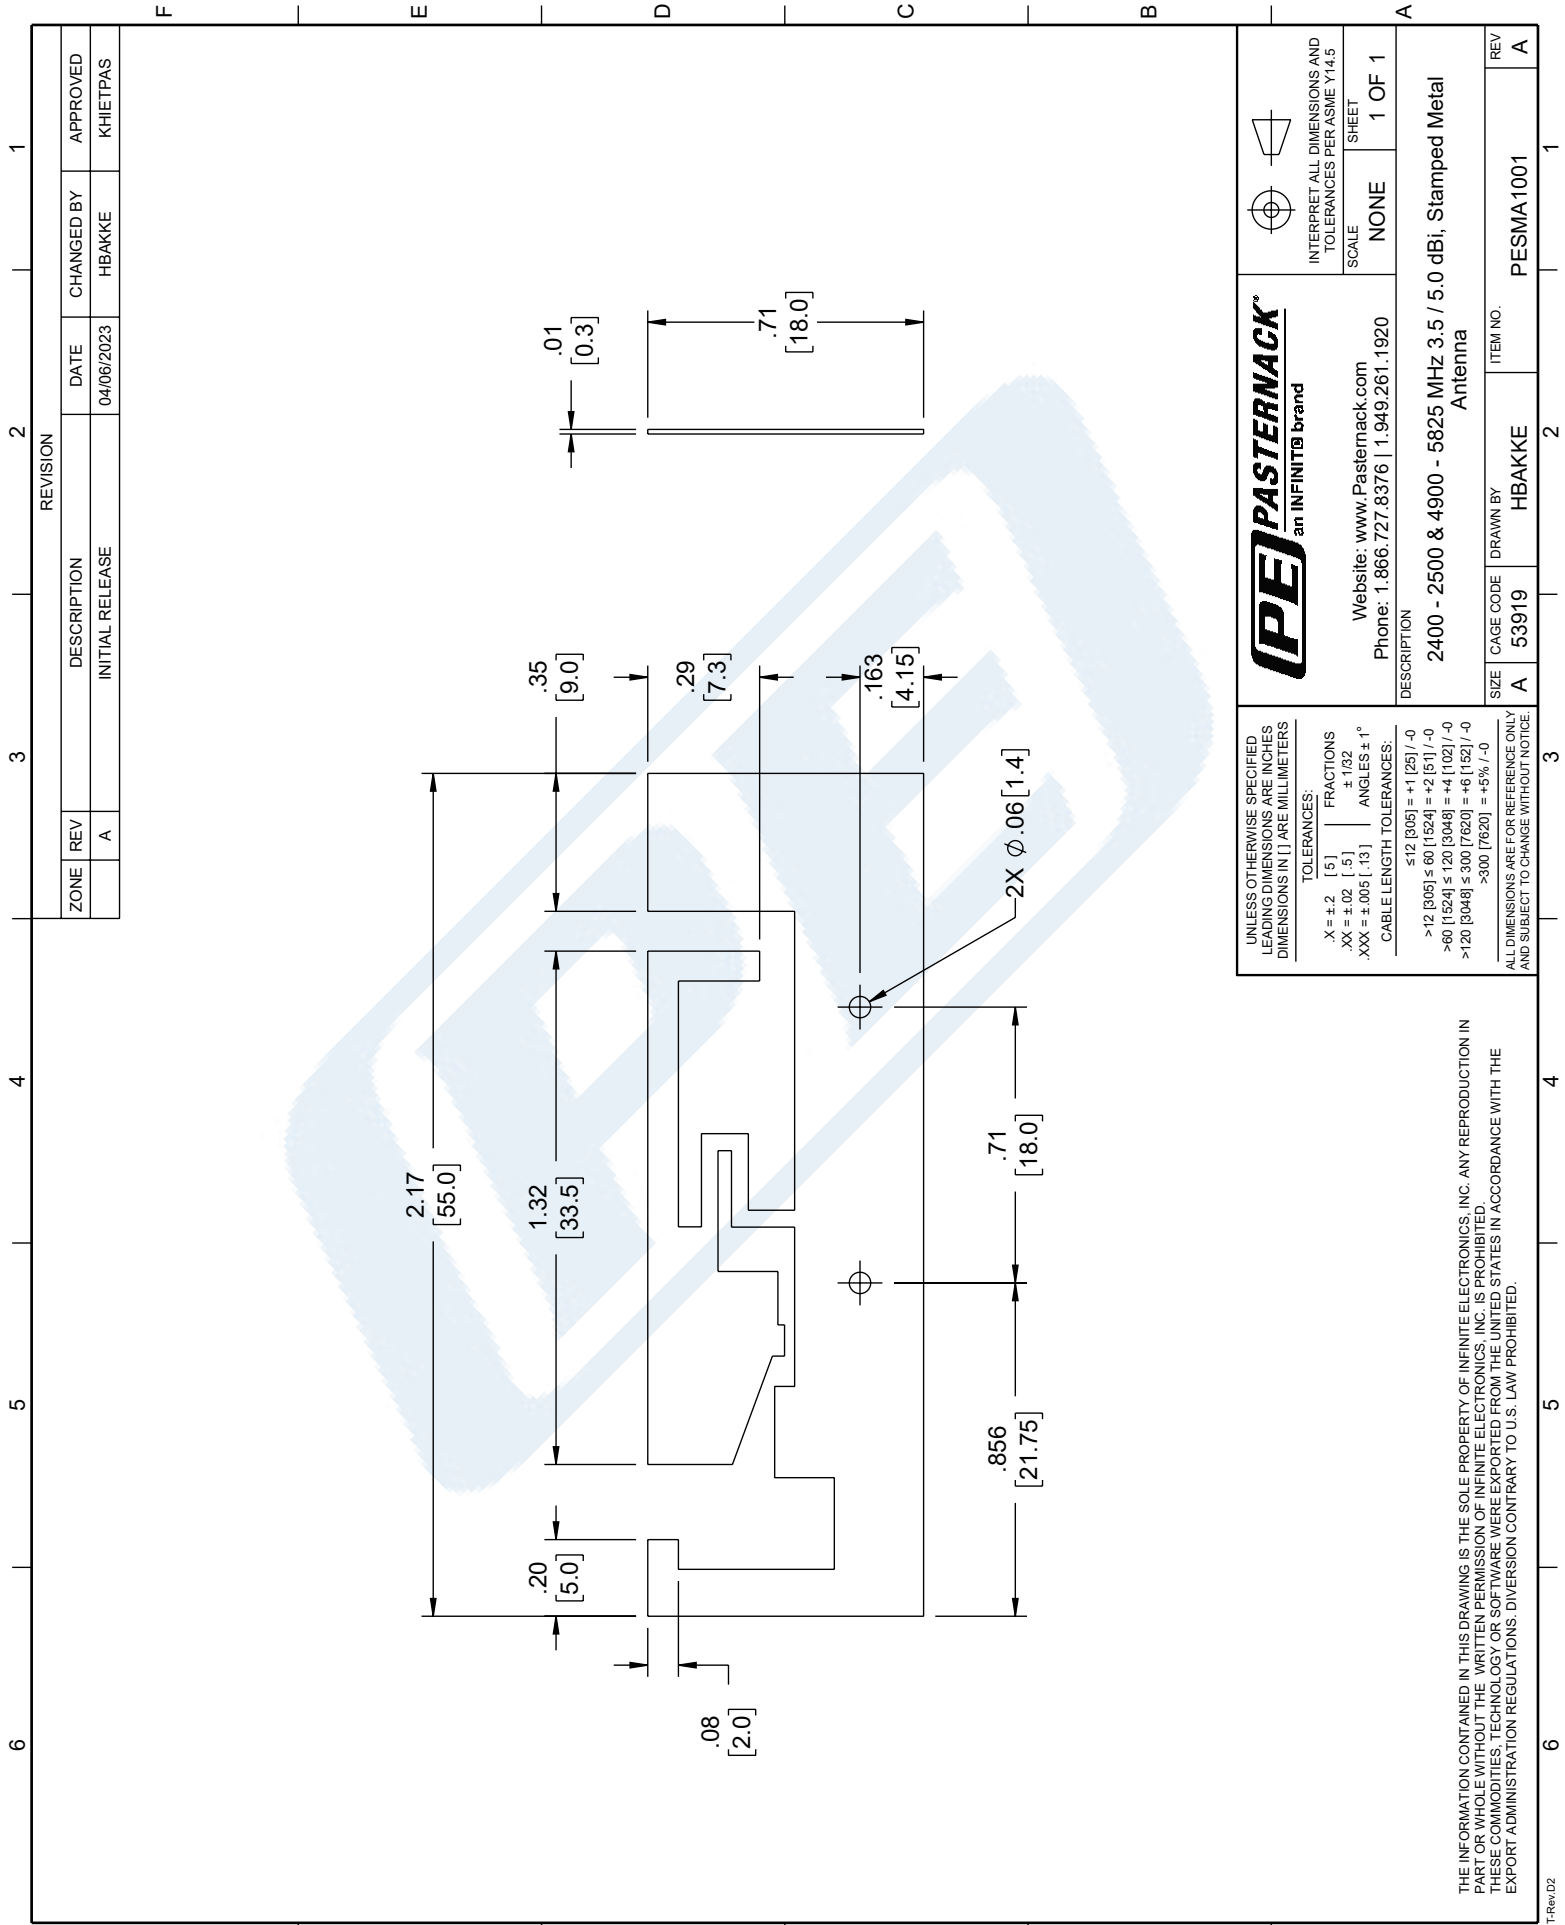 F
E
D
C
B
A
1
2
3
4
5
6
REVISION
ZONE REV DESCRIPTION DATE CHANGED BY APPROVED
A INITIAL RELEASE 04/06/2023 HBAKKE KHIETPAS
2.17
[55.0]
1.32
[33.5]
.35
[9.0]
.20
[5.0]
.08
[2.0]
.29
[7.3]
.163
[4.15]
.01
[0.3]
.71
[18.0]
2X Ø.06[1.4]
.71
[18.0]
.856
[21.75]
PE
THE INFORMATION CONTAINED IN THIS DRAWING IS THE SOLE PROPERTY OF INFINITE ELECTRONICS, INC. ANY REPRODUCTION IN
PART OR WHOLE WITHOUT THE WRITTEN PERMISSION OF INFINITE ELECTRONICS, INC. IS PROHIBITED.
THESE COMMODITIES, TECHNOLOGY OR SOFTWARE WERE EXPORTED FROM THE UNITED STATES IN ACCORDANCE WITH THE
EXPORT ADMINISTRATION REGULATIONS. DIVERSION CONTRARY TO U.S. LAW PROHIBITED.
UNLESS OTHERWISE SPECIFIED
LEADING DIMENSIONS ARE INCHES
DIMENSIONS IN [ ] ARE MILLIMETERS
TOLERANCES:
.X = ±.2 [5] FRACTIONS
.XX = ±.02 [.5] ± 1/32
.XXX = ±.005 [.13] ANGLES ± 1°
CABLE LENGTH TOLERANCES:
≤12 [305] = +1 [25] / -0
>12 [305] ≤ 60 [1524] = +2 [51] / -0
>60 [1524] ≤ 120 [3048] = +4 [102] / -0
>120 [3048] ≤ 300 [7620] = +6 [152] / -0
>300 [7620] = +5% / -0
ALL DIMENSIONS ARE FOR REFERENCE ONLY
AND SUBJECT TO CHANGE WITHOUT NOTICE.
PE PASTERNACK®
an INFINIT® brand
Website: www.Pasternack.com
Phone: 1.866.727.8376 | 1.949.261.1920
INTERPRET ALL DIMENSIONS AND
TOLERANCES PER ASME Y14.5
SCALE SHEET
NONE 1 OF 1
DESCRIPTION
2400 - 2500 & 4900 - 5825 MHz 3.5 / 5.0 dBi, Stamped Metal
Antenna
SIZE CAGE CODE DRAWN BY ITEM NO. REV
A 53919 HBAKKE PESMA1001 A
6
5
4
3
2
1
T-Rev.D2